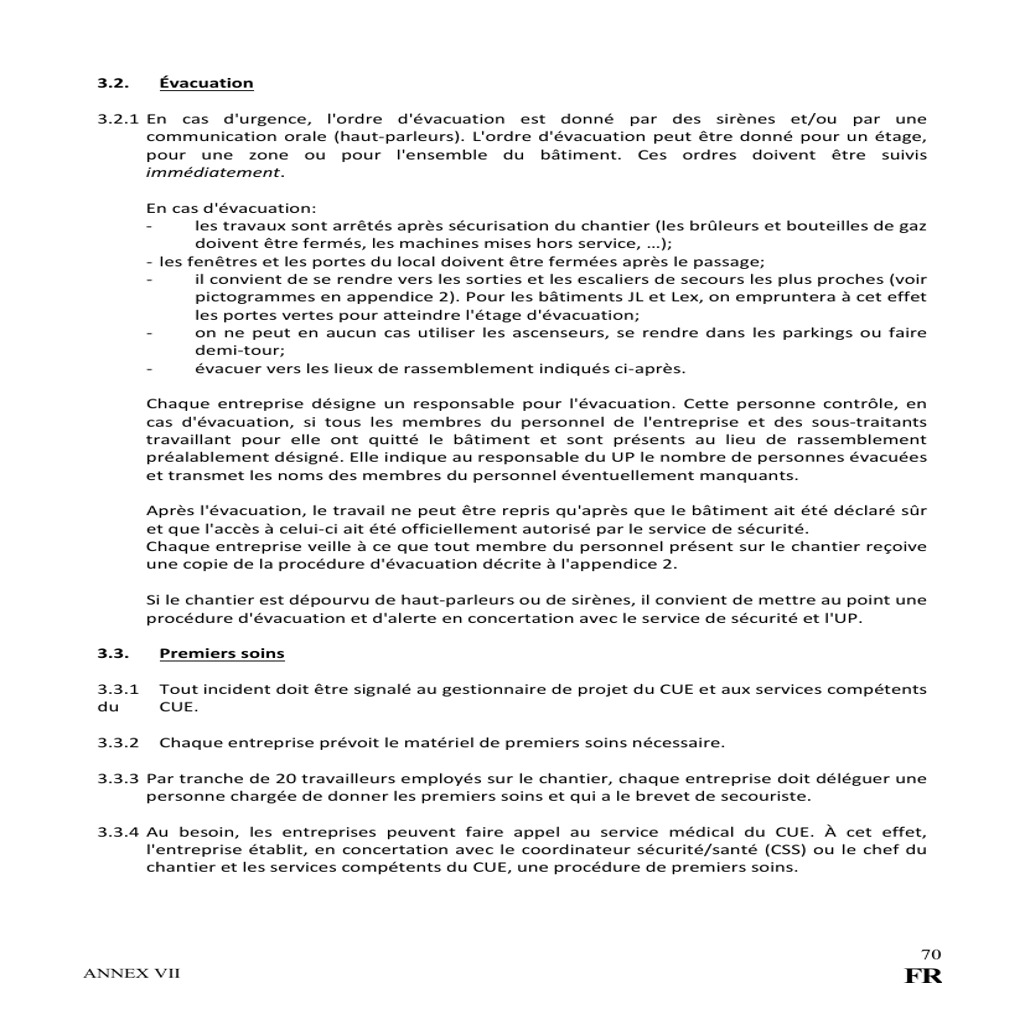 3.2. Évacuation
3.2.1 En cas d'urgence, l'ordre d'évacuation est donné par des sirènes et/ou par une
communication orale (haut-parleurs). L'ordre d'évacuation peut être donné pour un étage,
pour une zone ou pour l'ensemble du bâtiment. Ces ordres doivent être suivis
immédiatement.
En cas d'évacuation:
- les travaux sont arrêtés après sécurisation du chantier (les brûleurs et bouteilles de gaz
doivent être fermés, les machines mises hors service, ...);
- les fenêtres et les portes du local doivent être fermées après le passage;
- il convient de se rendre vers les sorties et les escaliers de secours les plus proches (voir
pictogrammes en appendice 2). Pour les bâtiments JL et Lex, on empruntera à cet effet
les portes vertes pour atteindre l'étage d'évacuation;
- on ne peut en aucun cas utiliser les ascenseurs, se rendre dans les parkings ou faire
demi-tour;
- évacuer vers les lieux de rassemblement indiqués ci-après.
Chaque entreprise désigne un responsable pour l'évacuation. Cette personne contrôle, en
cas d'évacuation, si tous les membres du personnel de l'entreprise et des sous-traitants
travaillant pour elle ont quitté le bâtiment et sont présents au lieu de rassemblement
préalablement désigné. Elle indique au responsable du UP le nombre de personnes évacuées
et transmet les noms des membres du personnel éventuellement manquants.
Après l'évacuation, le travail ne peut être repris qu'après que le bâtiment ait été déclaré sûr
et que l'accès à celui-ci ait été officiellement autorisé par le service de sécurité.
Chaque entreprise veille à ce que tout membre du personnel présent sur le chantier reçoive
une copie de la procédure d'évacuation décrite à l'appendice 2.
Si le chantier est dépourvu de haut-parleurs ou de sirènes, il convient de mettre au point une
procédure d'évacuation et d'alerte en concertation avec le service de sécurité et l'UP.
3.3. Premiers soins
3.3.1 Tout incident doit être signalé au gestionnaire de projet du CUE et aux services compétents
du CUE.
3.3.2 Chaque entreprise prévoit le matériel de premiers soins nécessaire.
3.3.3 Par tranche de 20 travailleurs employés sur le chantier, chaque entreprise doit déléguer une
personne chargée de donner les premiers soins et qui a le brevet de secouriste.
3.3.4 Au besoin, les entreprises peuvent faire appel au service médical du CUE. À cet effet,
l'entreprise établit, en concertation avec le coordinateur sécurité/santé (CSS) ou le chef du
chantier et les services compétents du CUE, une procédure de premiers soins.
70
ANNEX VII
FR